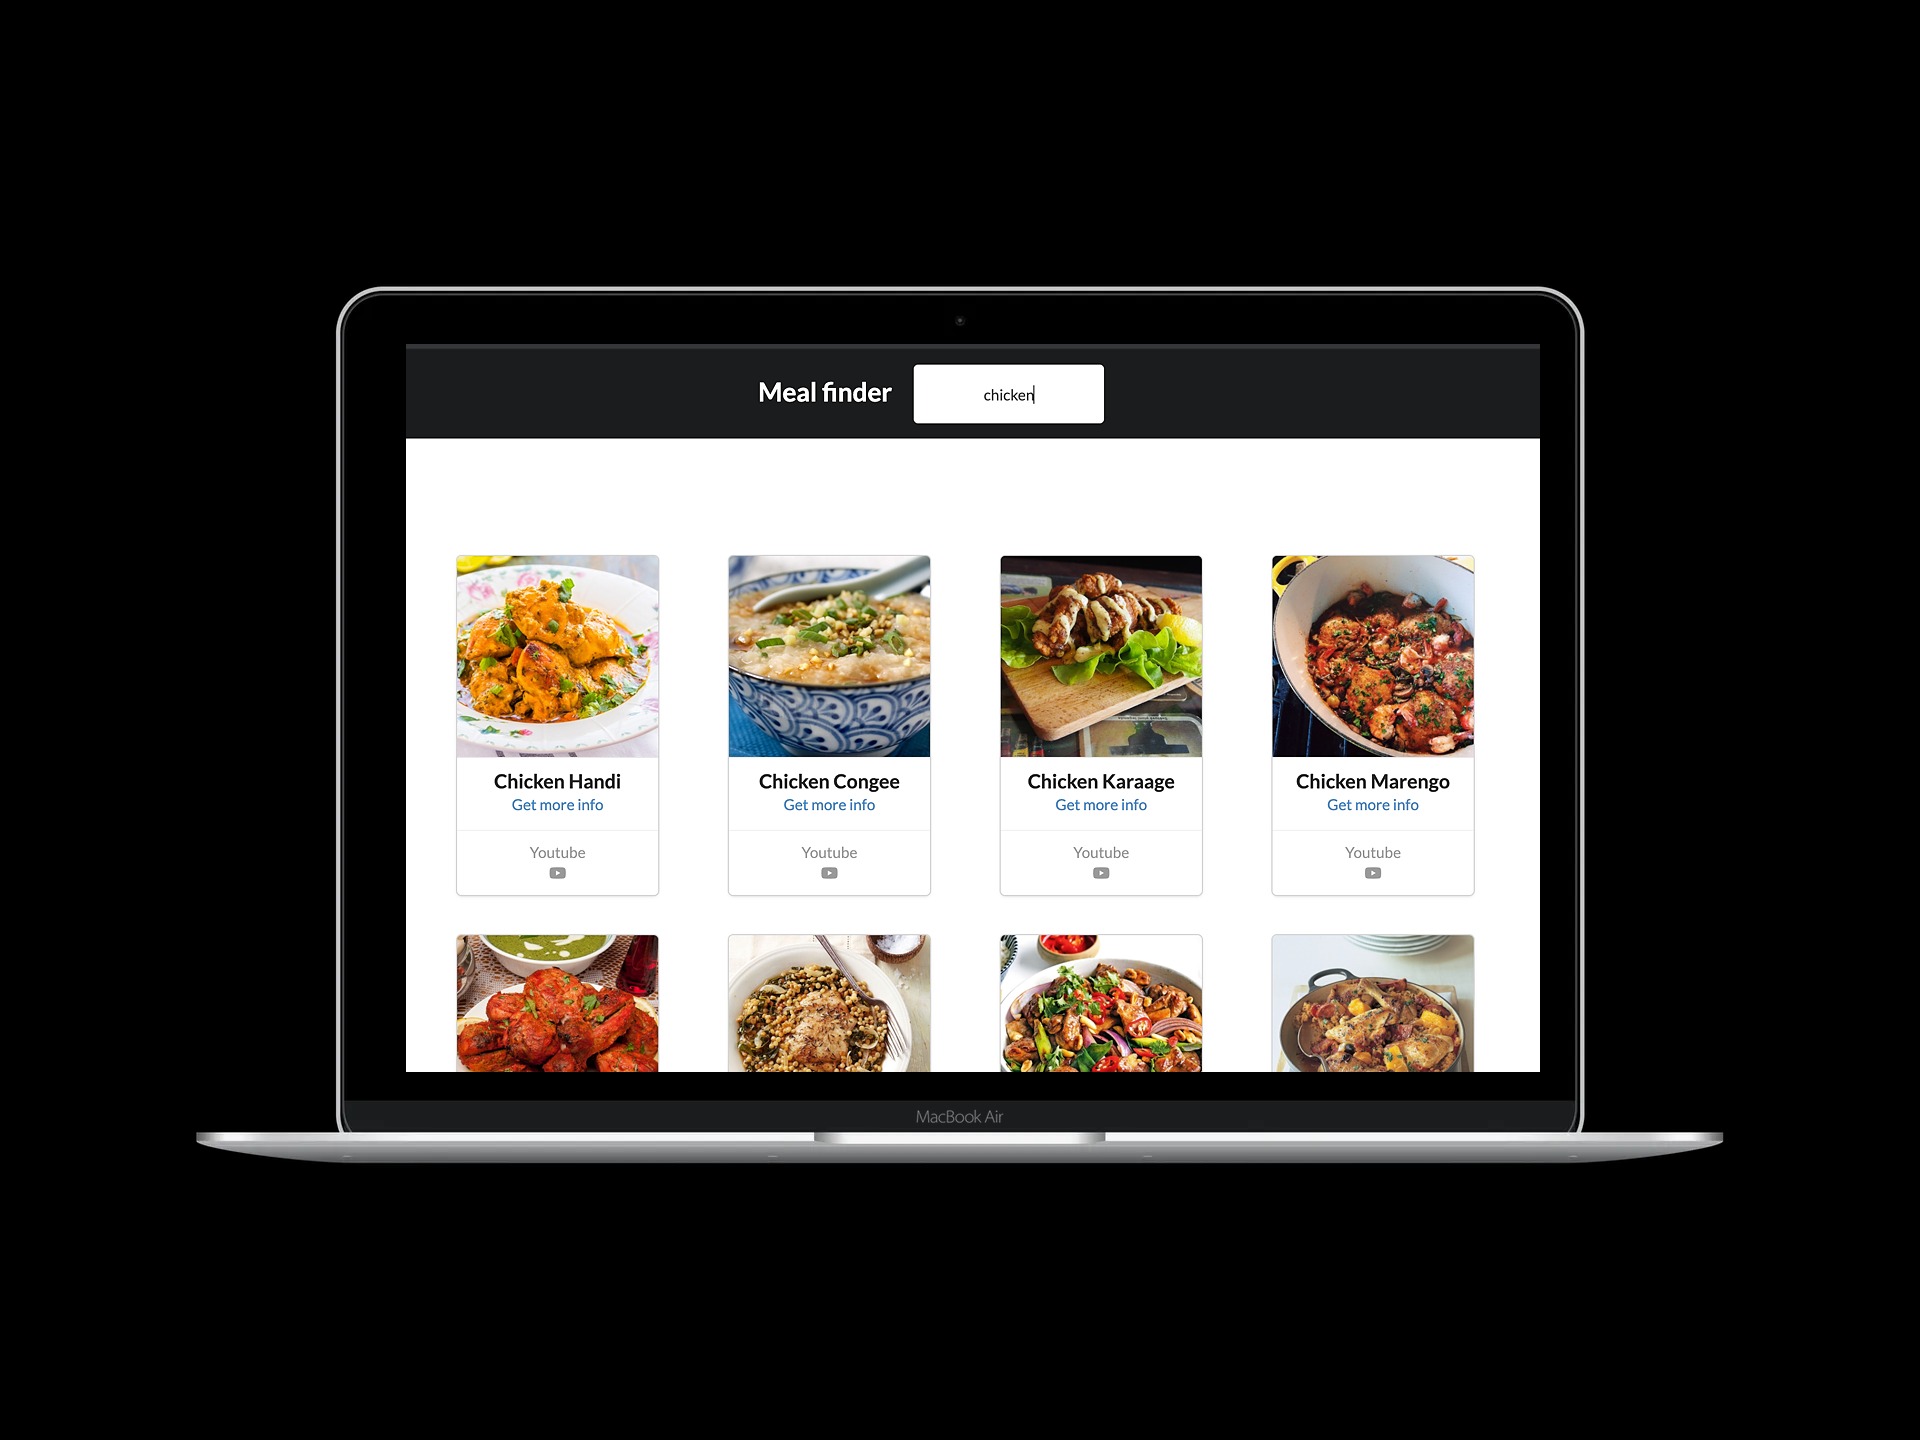 Meal finder
chicken
Chicken Handi
Get more info
Youtube
Chicken Congee
Get more info
Youtube
Chicken Karaage
Get more info
Youtube
Chicken Marengo
Get more info
Youtube
MacBook Air